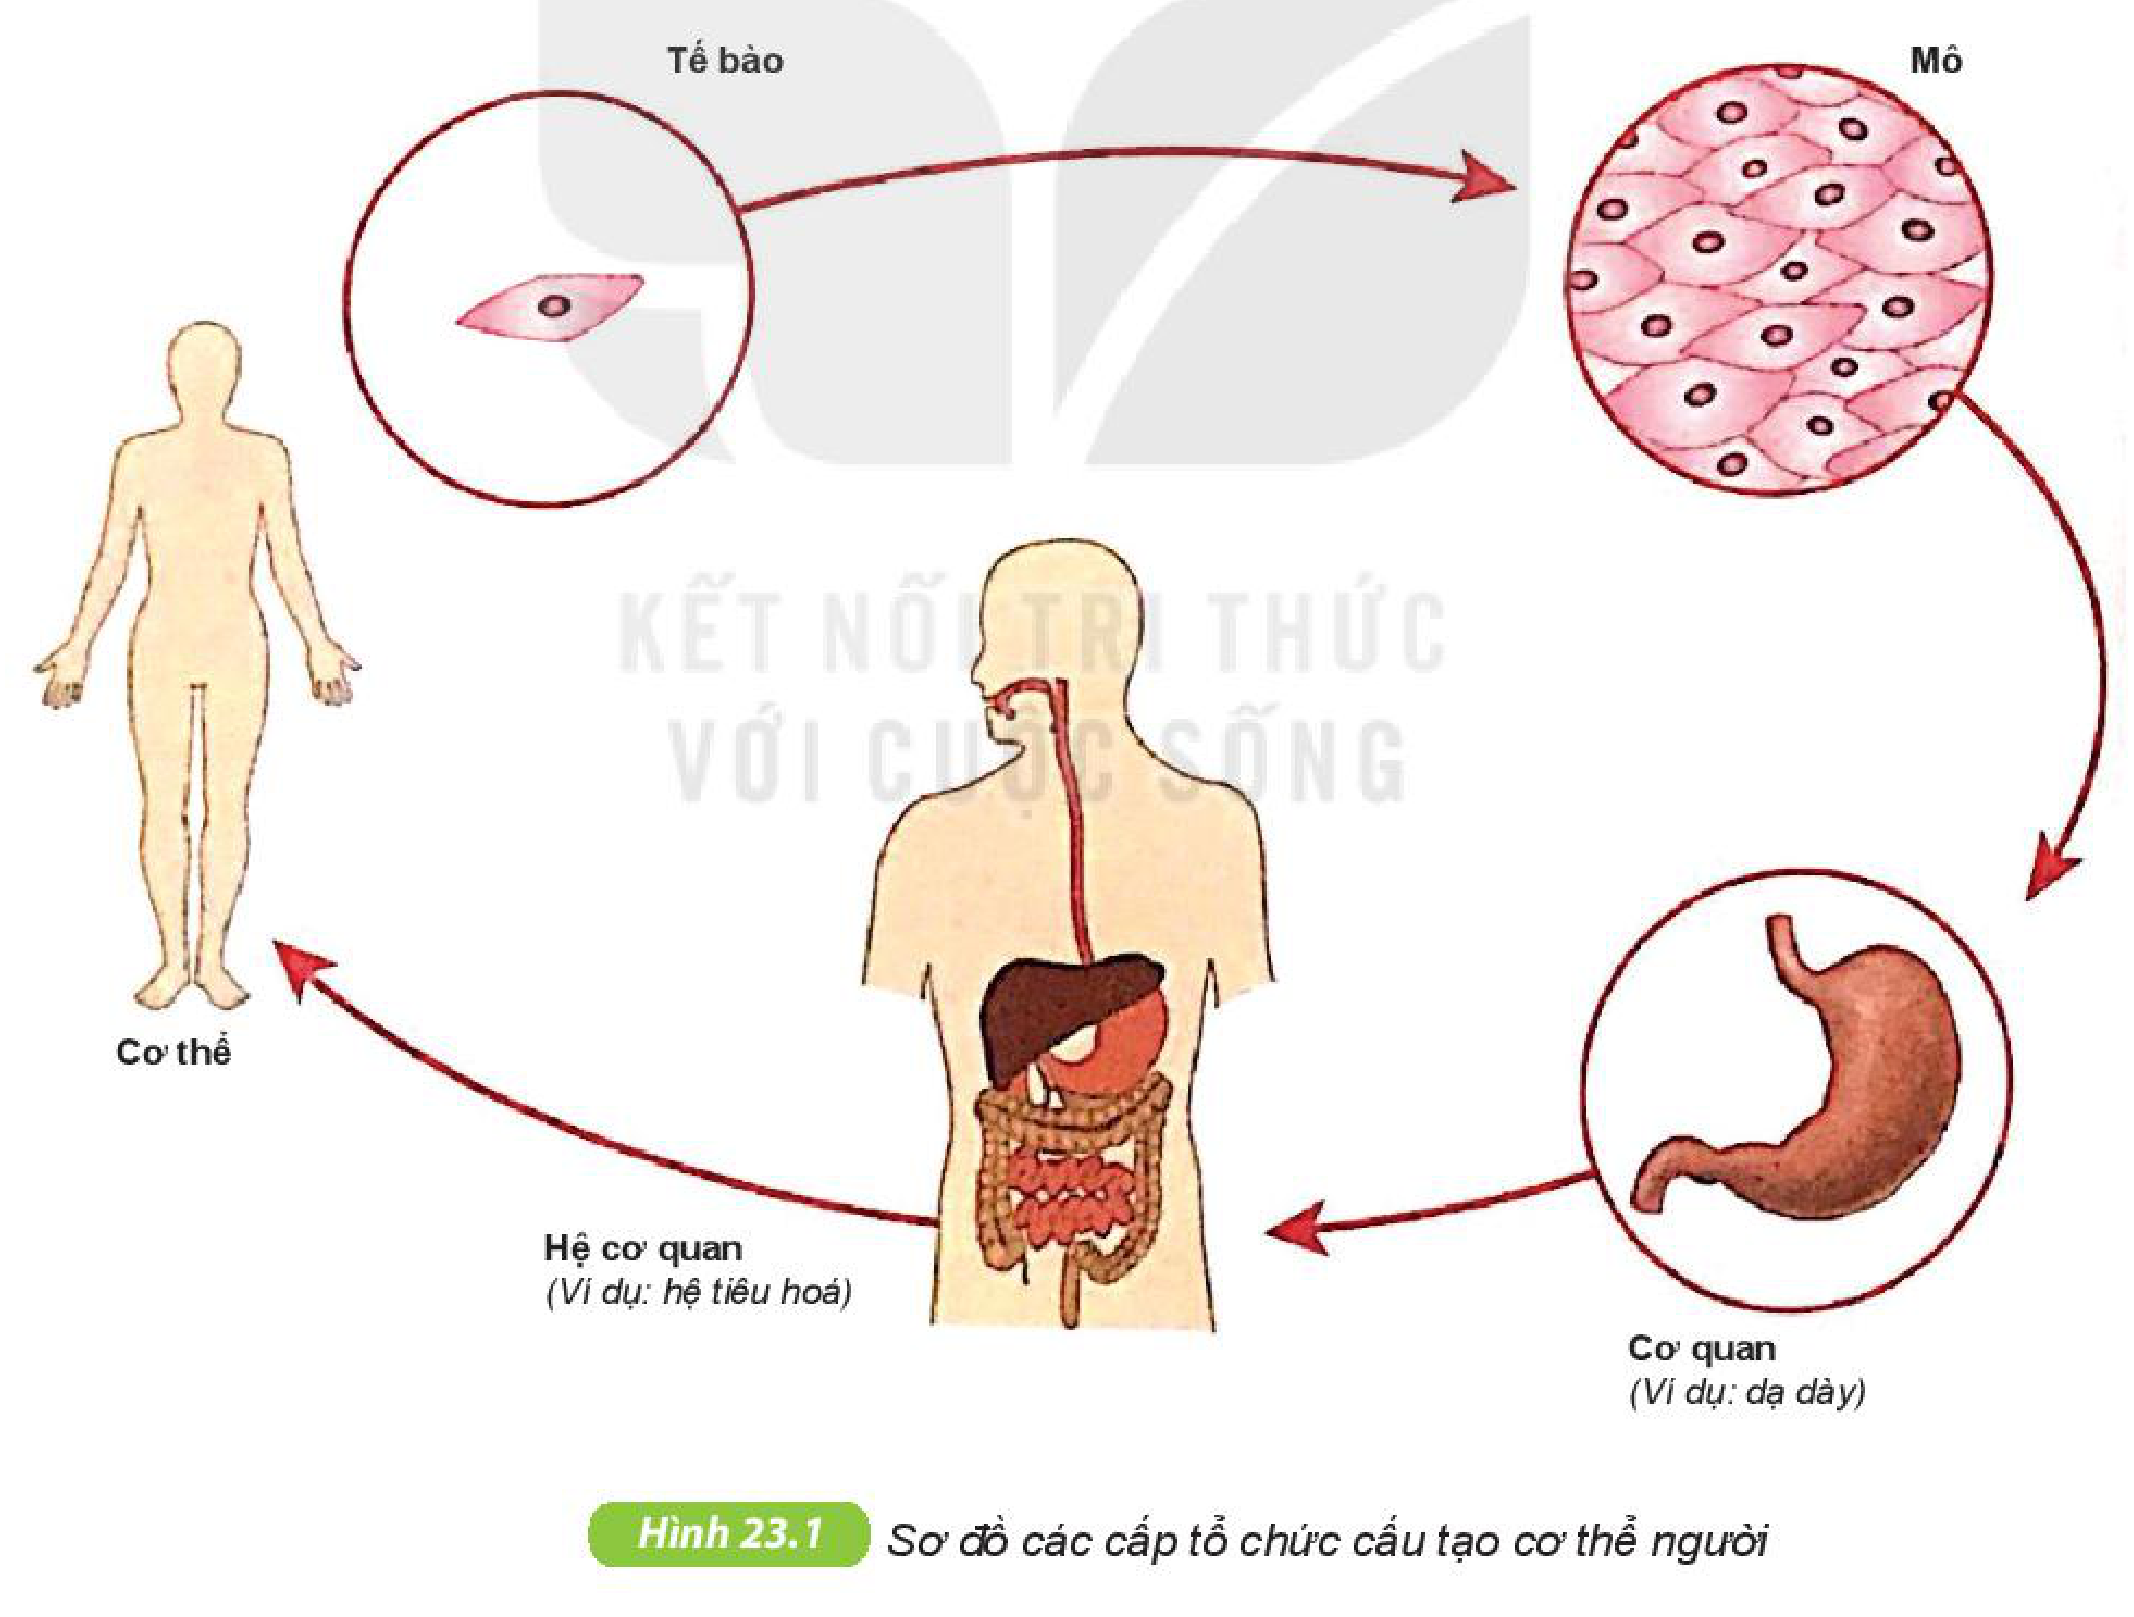 Tế bào
Mô
KẾT NỐI TRI THỨC
VỚI CUỘC SỐNG
Cơ thể
Hệ cơ quan
(Ví dụ: hệ tiêu hoá)
Cơ quan
(Ví dụ: dạ dày)
Hình 23.1 Sơ đồ các cấp tổ chức cấu tạo cơ thể người